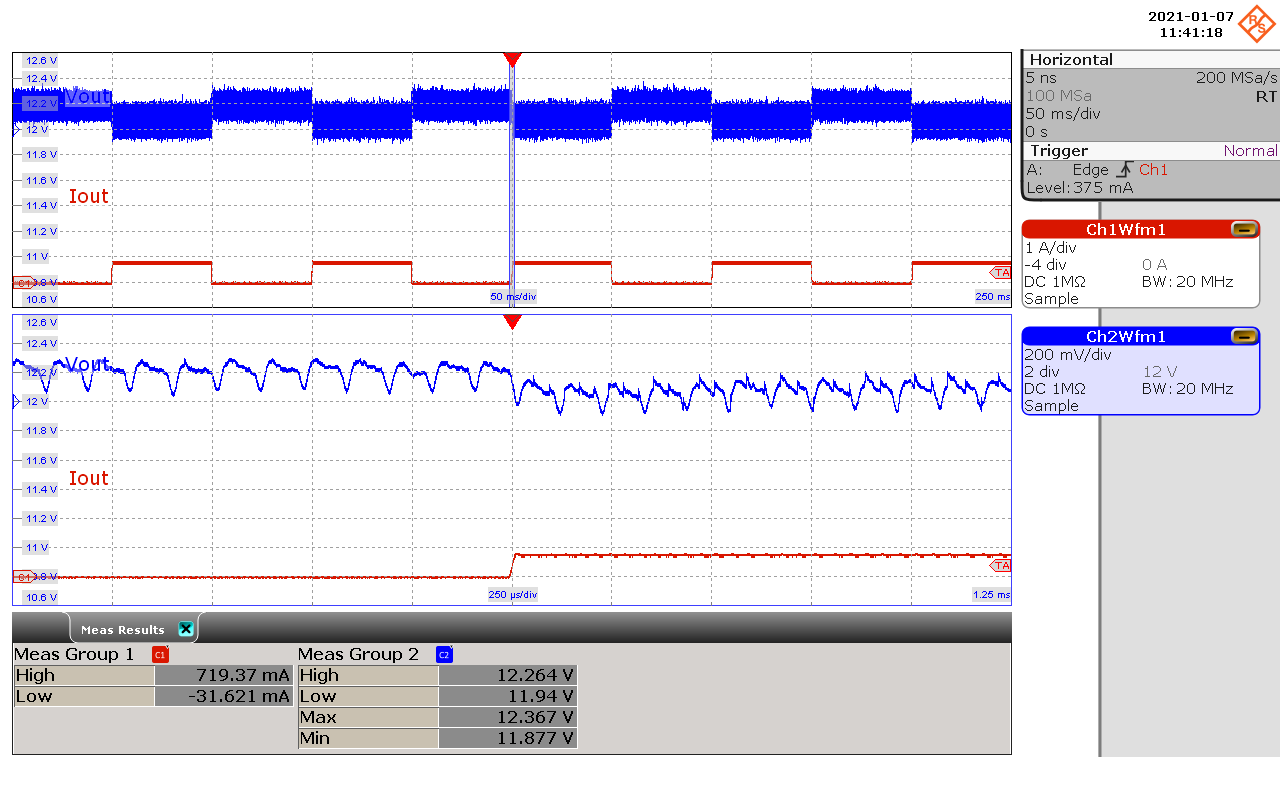 2021-01-07
11:41:18
R&S
12.6 V
12.4 V
12.2 V
Vout
12 V
11.8 V
11.6 V
Iout
11.4 V
11.2 V
11 V
C1
10.8 V
TA
10.6 V
50 ms/div
250 ms
12.6 V
12.4 V
Vout
12.2 V
12 V
11.8 V
11.6 V
Iout
11.4 V
11.2 V
11 V
C1
10.8 V
TA
10.6 V
250 µs/div
1.25 ms
Horizontal
5 ns 200 MSa/s
100 MSa RT
50 ms/div
0 s
Trigger Normal
A: Edge Ch1
Level: 375 mA
Ch1Wfm1
1 A/div
-4 div 0 A
DC 1MΩ BW: 20 MHz
Sample
Ch2Wfm1
200 mV/div
2 div 12 V
DC 1MΩ BW: 20 MHz
Sample
Meas Results
Meas Group 1 C1
High 719.37 mA
Low -31.621 mA
Meas Group 2 C2
High 12.264 V
Low 11.94 V
Max 12.367 V
Min 11.877 V